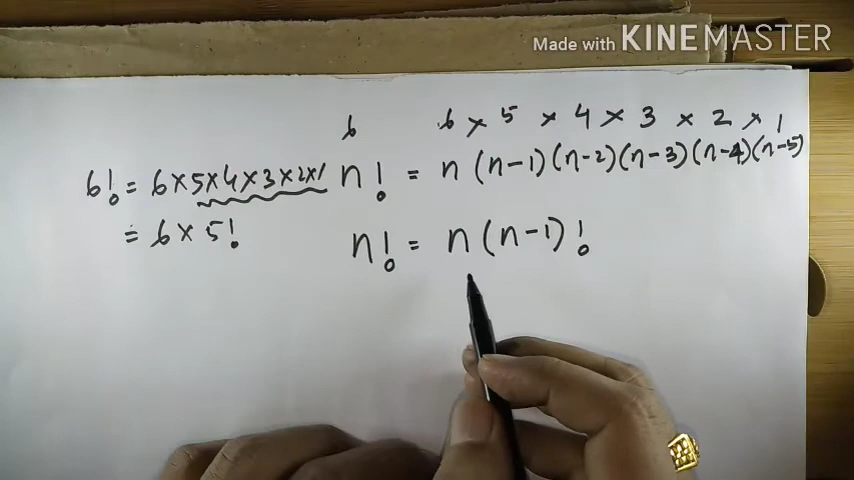 Made with KINEMASTER
6 6 × 5 × 4 × 3 × 2 × 1
6! = 6×5×4×3×2×1 n! = n(n-1)(n-2)(n-3)(n-4)(n-5)
= 6×5! n! = n(n-1)!